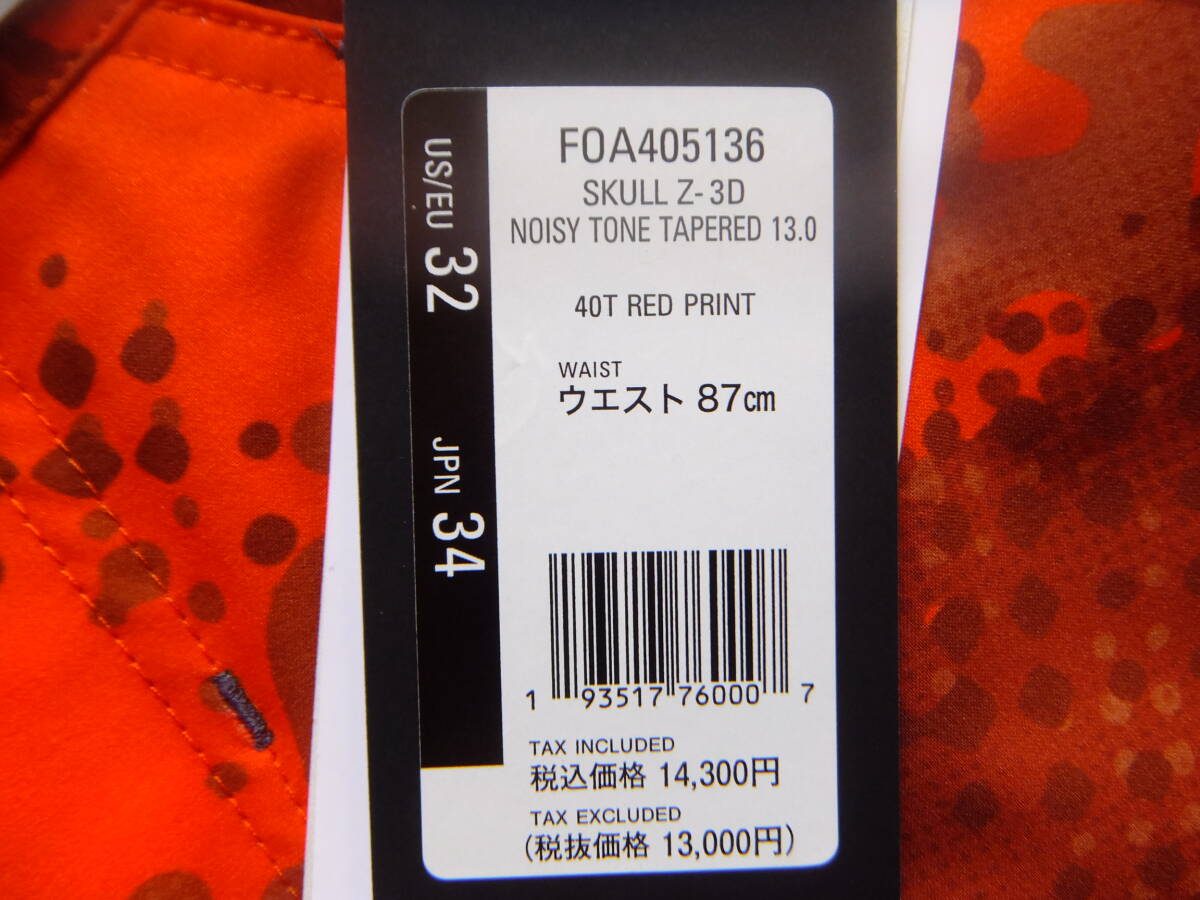 FOA405136
SKULL Z-3D
NOISY TONE TAPERED 13.0
40T RED PRINT
WAIST
ウエスト 87cm
US/EU 32
JPN 34
1 93517 76000 7
TAX INCLUDED
税込価格 14,300円
TAX EXCLUDED
(税抜価格 13,000円)